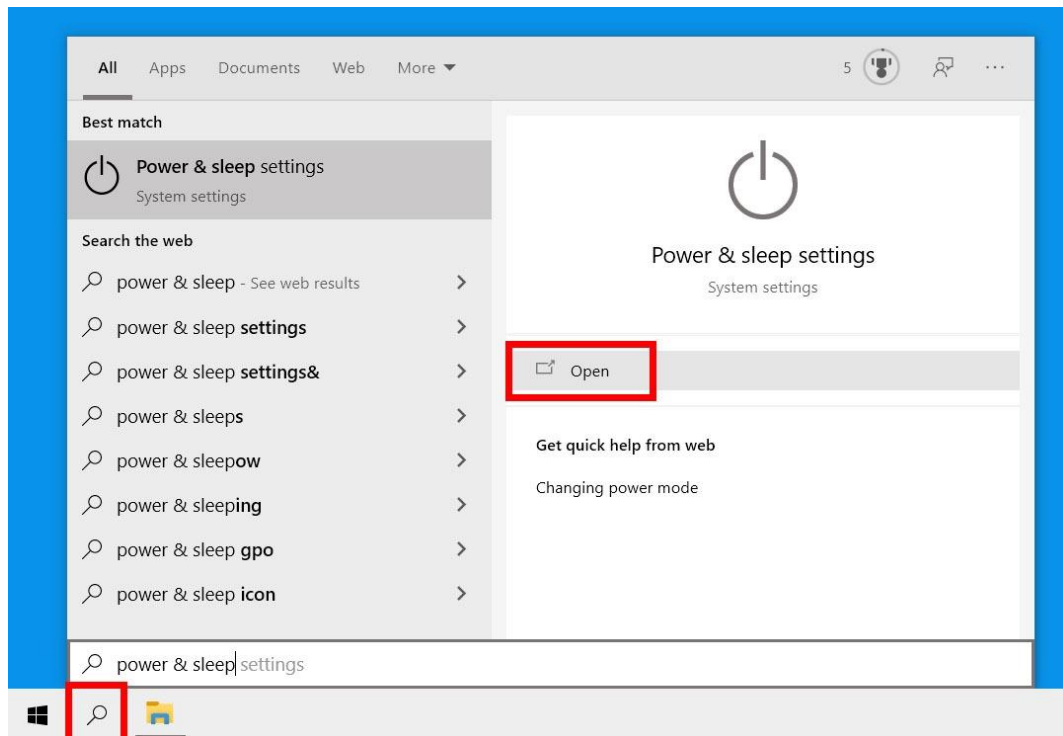 All Apps Documents Web More 5 ...
Best match
Power & sleep settings
System settings
Search the web
power & sleep - See web results
power & sleep settings
power & sleep settings&
power & sleeps
power & sleepow
power & sleeping
power & sleep gpo
power & sleep icon
Power & sleep settings
System settings
Open
Get quick help from web
Changing power mode
power & sleep settings